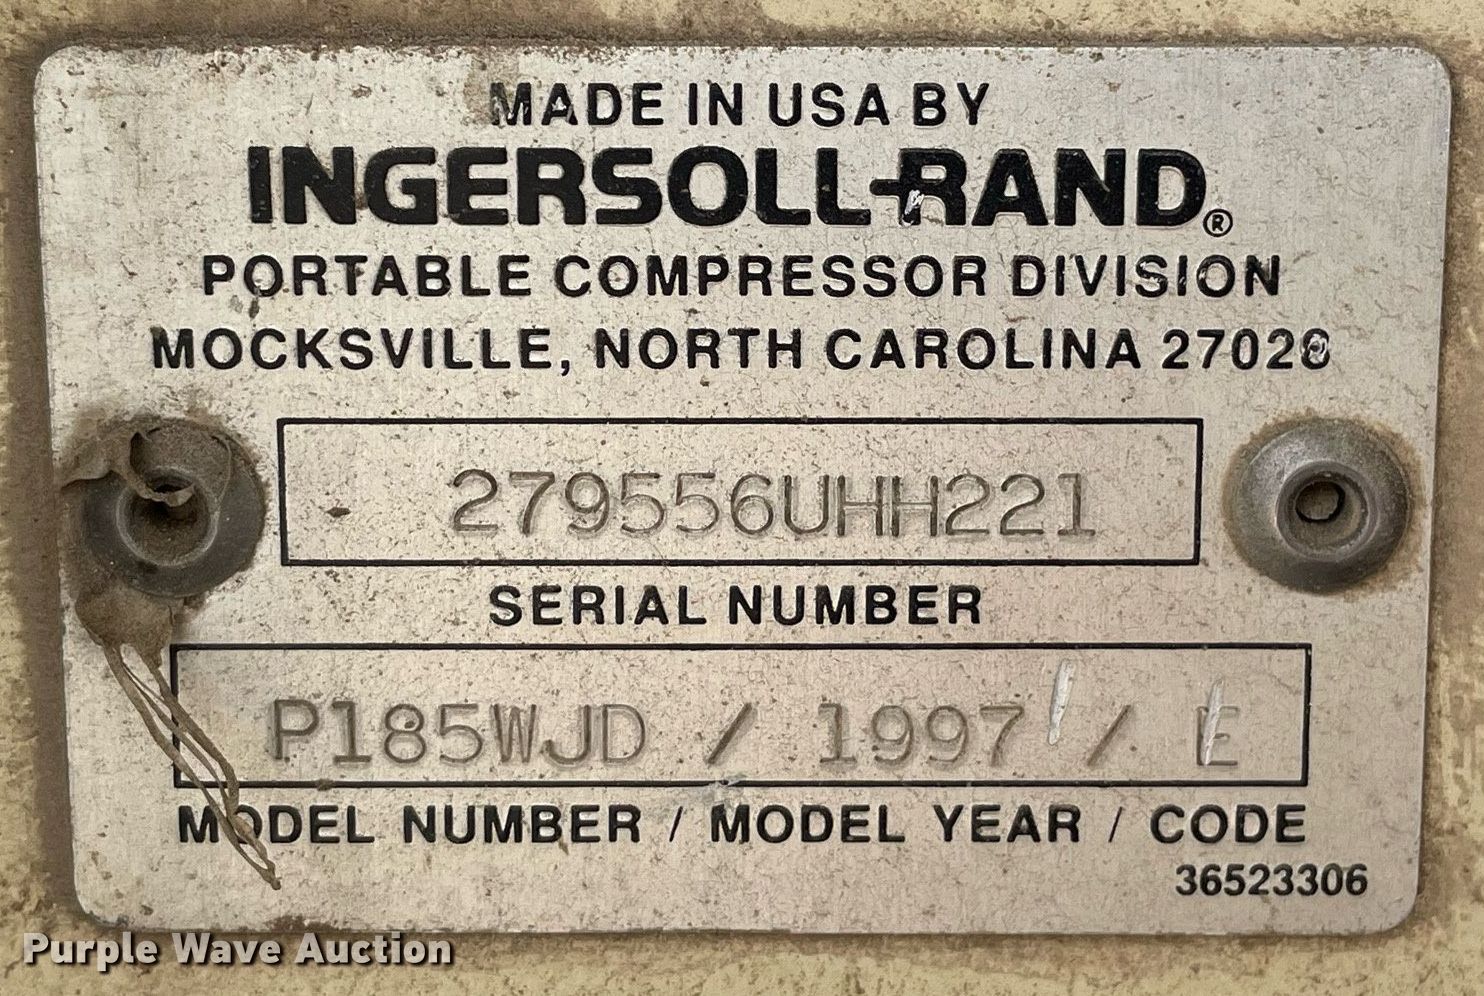 MADE IN USA BY
INGERSOLL-RAND®
PORTABLE COMPRESSOR DIVISION
MOCKSVILLE, NORTH CAROLINA 27028
279556UHH221
SERIAL NUMBER
P185WJD / 1997 / E
MODEL NUMBER / MODEL YEAR / CODE
36523306
Purple Wave Auction